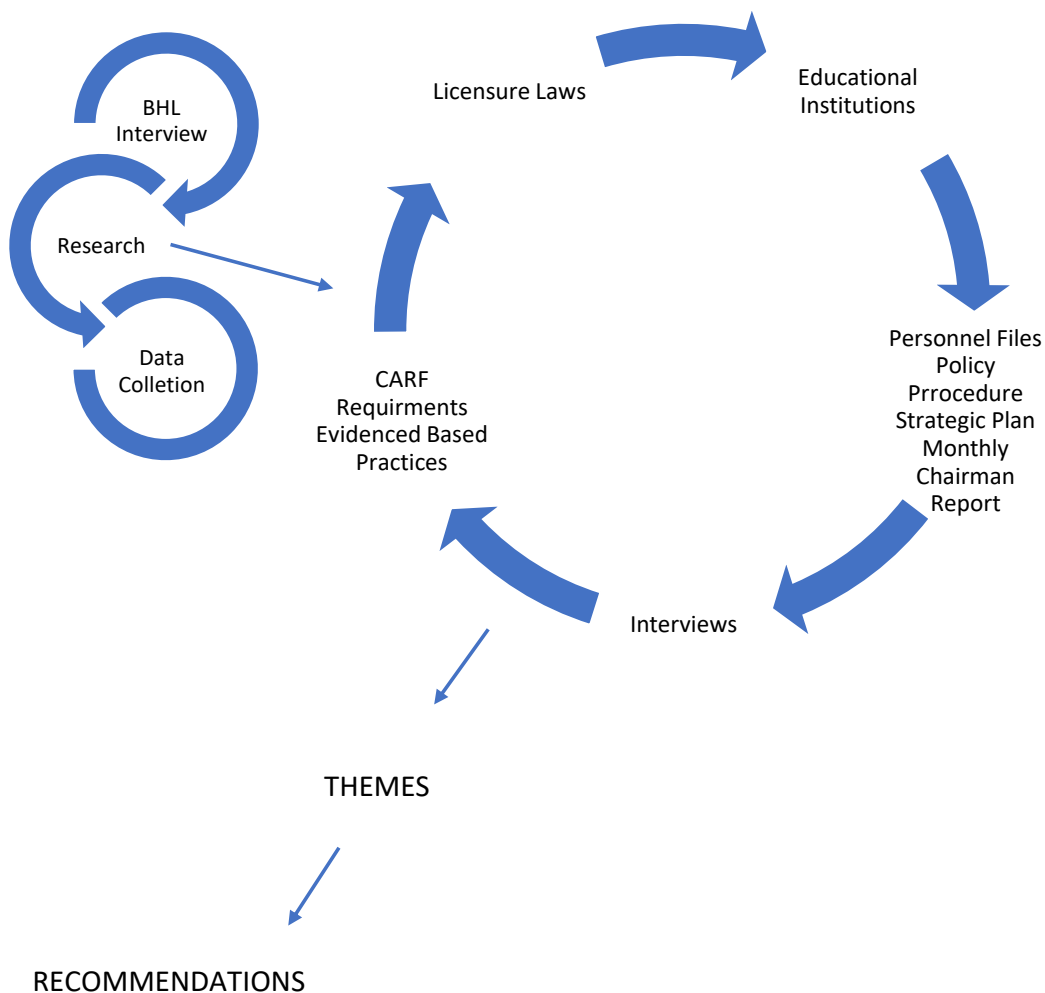 BHL
Interview
Research
Data
Colletion
Licensure Laws
Educational
Institutions
Personnel Files
Policy
Prrocedure
Strategic Plan
Monthly
Chairman
Report
Interviews
CARF
Requirments
Evidenced Based
Practices
THEMES
RECOMMENDATIONS